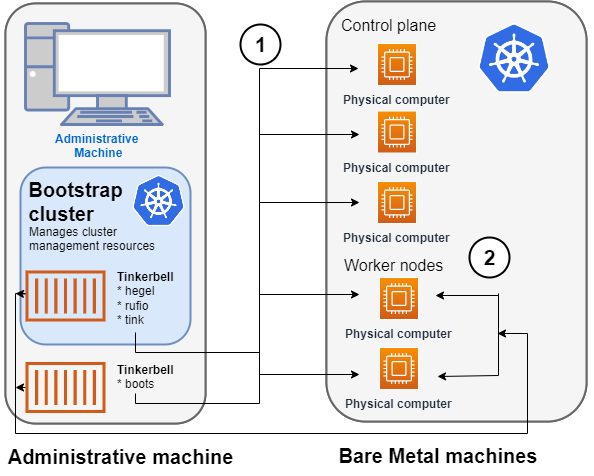 Administrative
Machine
Bootstrap
cluster
Manages cluster
management resources
Tinkerbell
* hegel
* rufio
* tink
Tinkerbell
* boots
Administrative machine
1
Control plane
Physical computer
Physical computer
Physical computer
Worker nodes
2
Physical computer
Physical computer
Bare Metal machines